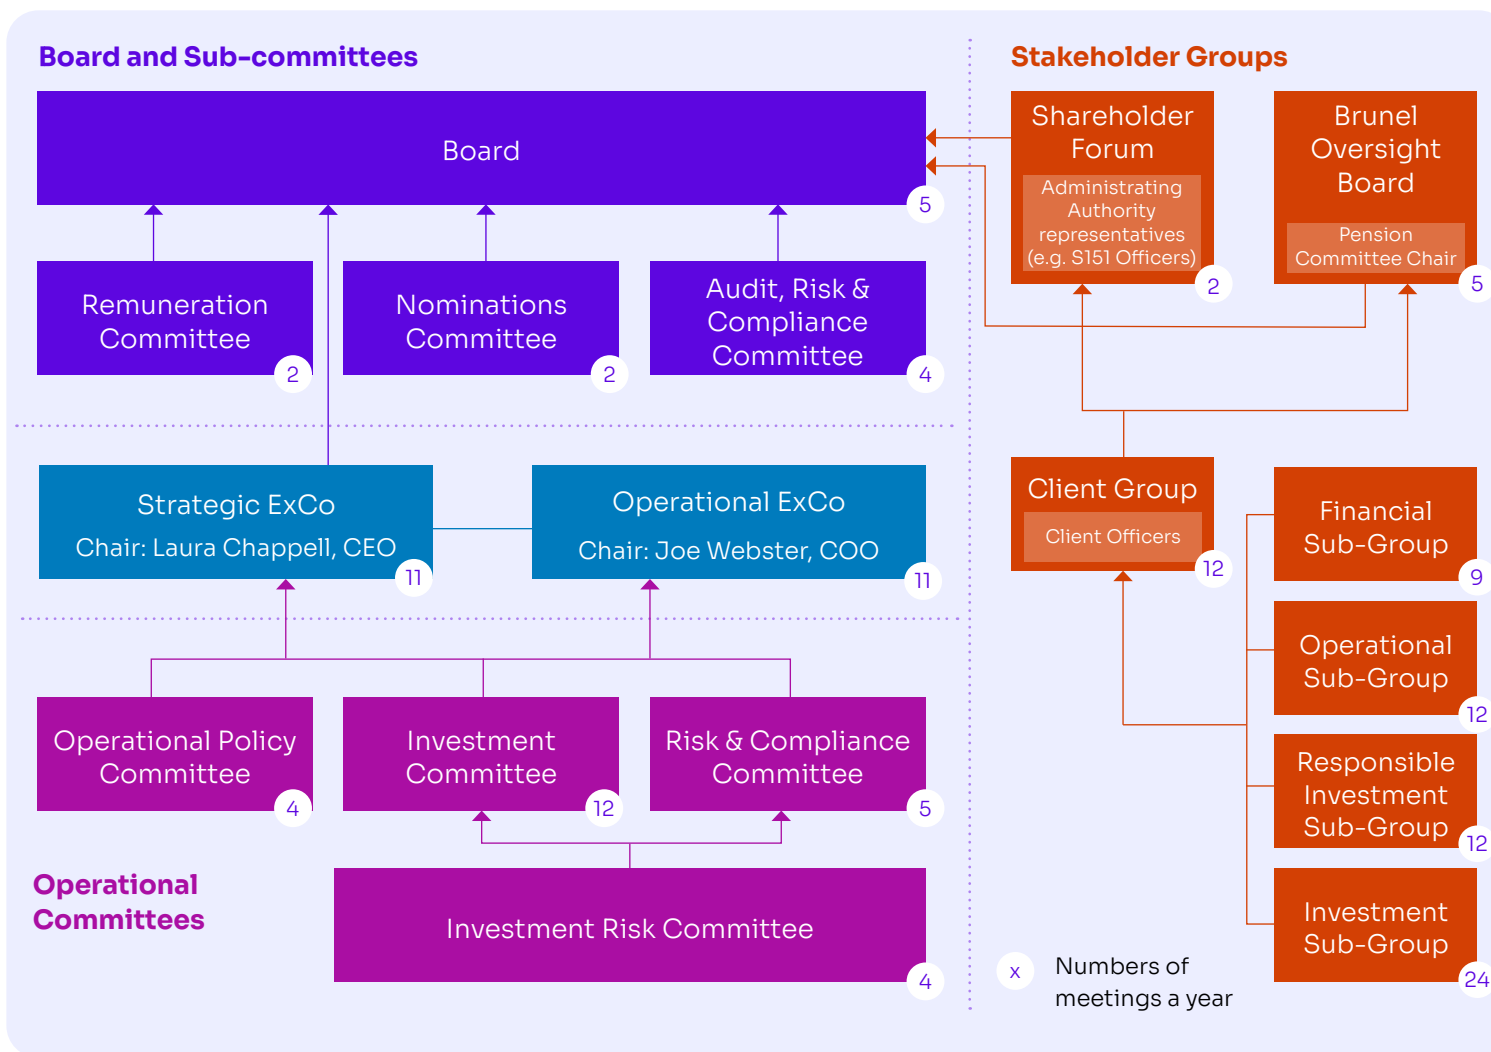 Board and Sub-committees
Board
5
Remuneration
Committee
2
Nominations
Committee
2
Audit, Risk &
Compliance
Committee
4
Strategic ExCo
Chair: Laura Chappell, CEO
11
Operational ExCo
Chair: Joe Webster, COO
11
Operational Policy
Committee
4
Investment
Committee
12
Risk & Compliance
Committee
5
Operational
Committees
Investment Risk Committee
4
Stakeholder Groups
Shareholder
Forum
Administrating
Authority
representatives
(e.g. S151 Officers)
2
Brunel
Oversight
Board
Pension
Committee Chair
5
Client Group
Client Officers
12
Financial
Sub-Group
9
Operational
Sub-Group
12
Responsible
Investment
Sub-Group
12
Investment
Sub-Group
24
x
Numbers of
meetings a year